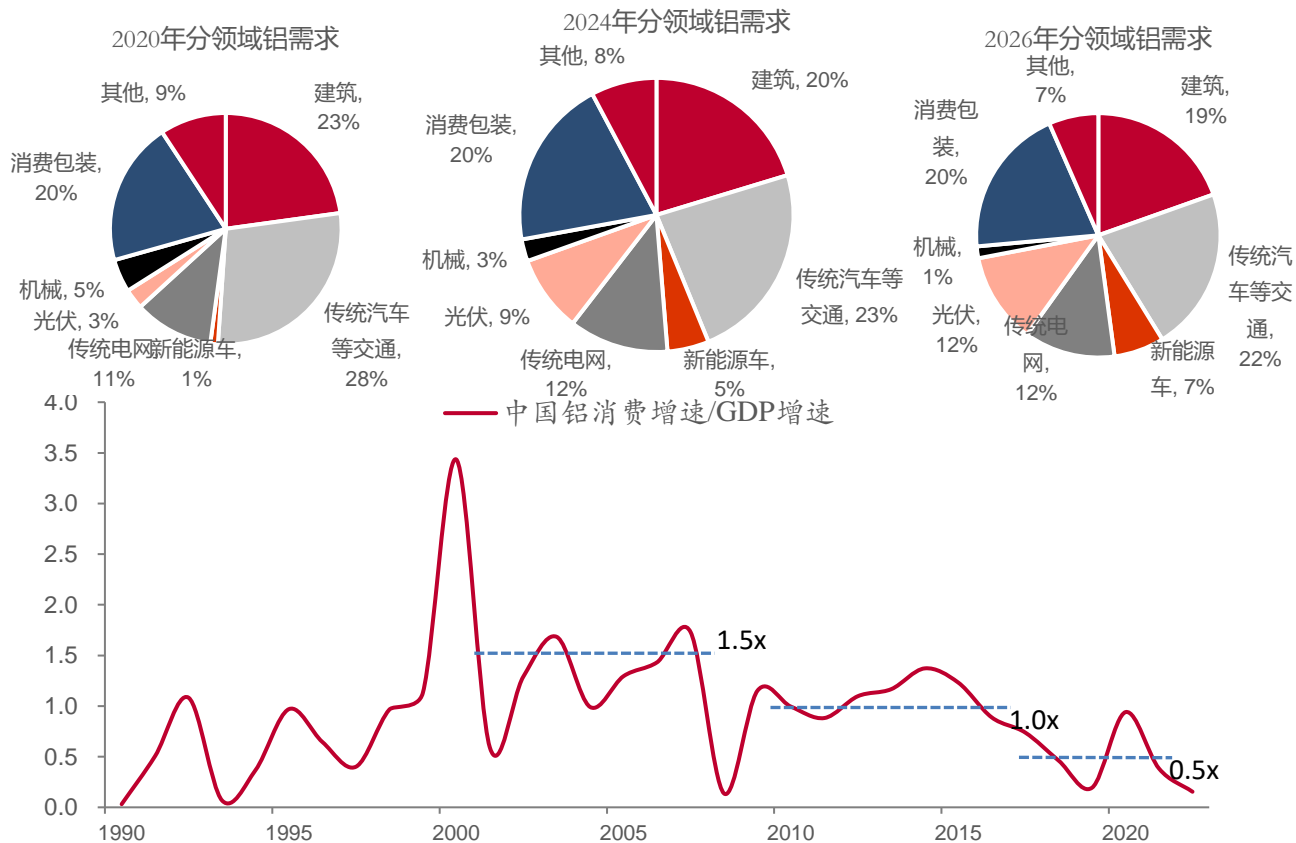 2020年分领域铝需求
其他, 9%
建筑,
23%
消费包装,
20%
机械, 5%
光伏, 3%
传统电网,
11%
新能源车,
1%
传统汽车
等交通,
28%
2024年分领域铝需求
其他, 8%
建筑, 20%
消费包装,
20%
机械, 3%
光伏, 9%
传统电网,
12%
新能源车,
5%
传统汽车等
交通, 23%
2026年分领域铝需求
其他,
7%
建筑,
19%
消费包
装,
20%
机械,
1%
光伏,
12%
传统电
网,
12%
新能源
车, 7%
传统汽
车等交
通,
22%
中国铝消费增速/GDP增速
4.0
3.5
3.0
2.5
2.0
1.5
1.0
0.5
0.0
1.5x
1.0x
0.5x
1990
1995
2000
2005
2010
2015
2020